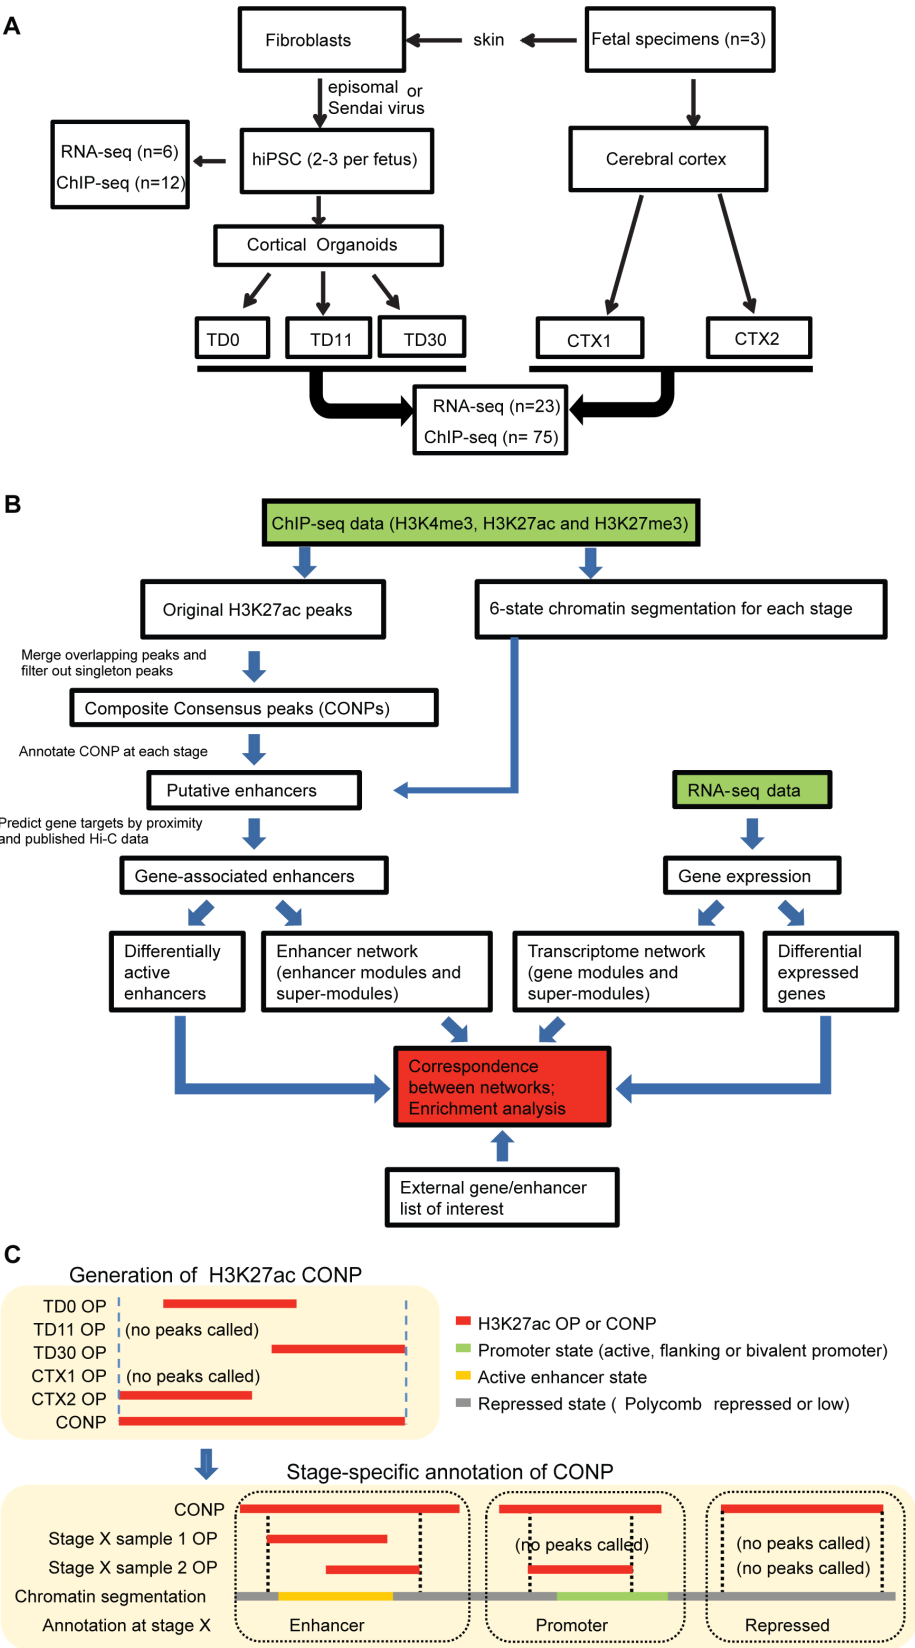 A
Fibroblasts
skin
Fetal specimens (n=3)
episomal or
Sendai virus
RNA-seq (n=6)
ChIP-seq (n=12)
hiPSC (2-3 per fetus)
Cerebral cortex
Cortical Organoids
TD0
TD11
TD30
CTX1
CTX2
RNA-seq (n=23)
ChIP-seq (n= 75)
B
ChIP-seq data (H3K4me3, H3K27ac and H3K27me3)
Original H3K27ac peaks
6-state chromatin segmentation for each stage
Merge overlapping peaks and
filter out singleton peaks
Composite Consensus peaks (CONPs)
Annotate CONP at each stage
Putative enhancers
RNA-seq data
Predict gene targets by proximity
and published Hi-C data
Gene-associated enhancers
Gene expression
Differentially
active
enhancers
Enhancer network
(enhancer modules and
super-modules)
Transcriptome network
(gene modules and
super-modules)
Differential
expressed
genes
Correspondence
between networks;
Enrichment analysis
External gene/enhancer
list of interest
C
Generation of H3K27ac CONP
TD0 OP
TD11 OP (no peaks called)
TD30 OP
CTX1 OP (no peaks called)
CTX2 OP
CONP
H3K27ac OP or CONP
Promoter state (active, flanking or bivalent promoter)
Active enhancer state
Repressed state ( Polycomb repressed or low)
Stage-specific annotation of CONP
CONP
Stage X sample 1 OP (no peaks called) (no peaks called)
Stage X sample 2 OP (no peaks called)
Chromatin segmentation
Annotation at stage X Enhancer Promoter Repressed